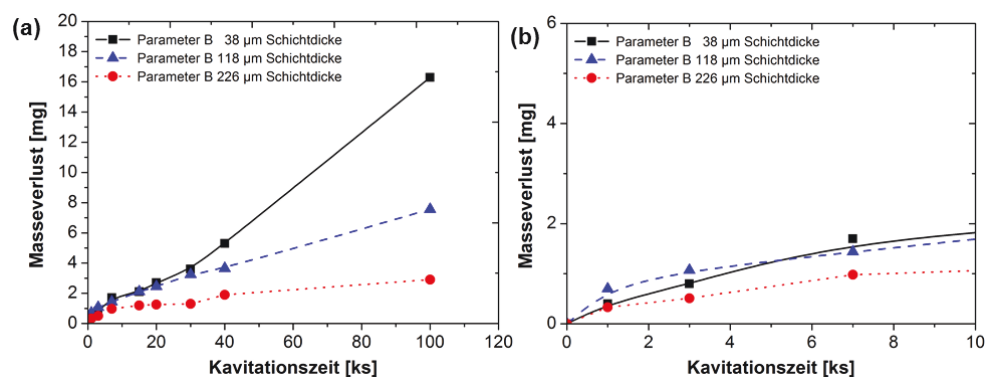 (a)
Masseverlust [mg]
20
18
16
14
12
10
8
6
4
2
0
Parameter B 38 µm Schichtdicke
Parameter B 118 µm Schichtdicke
Parameter B 226 µm Schichtdicke
0 20 40 60 80 100 120
Kavitationszeit [ks]
(b)
Masseverlust [mg]
6
4
2
0
Parameter B 38 µm Schichtdicke
Parameter B 118 µm Schichtdicke
Parameter B 226 µm Schichtdicke
0 2 4 6 8 10
Kavitationszeit [ks]